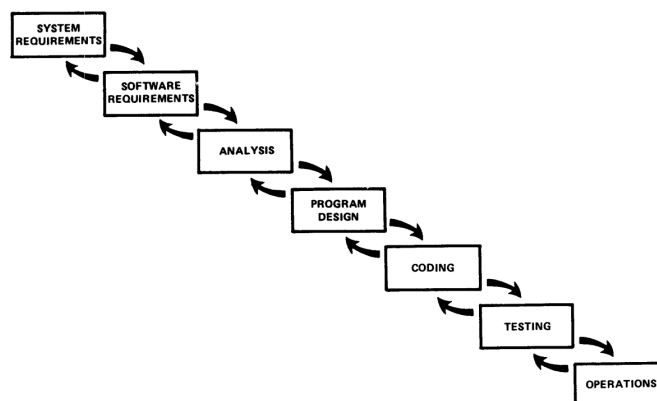 SYSTEM
REQUIREMENTS
SOFTWARE
REQUIREMENTS
ANALYSIS
PROGRAM
DESIGN
CODING
TESTING
OPERATIONS